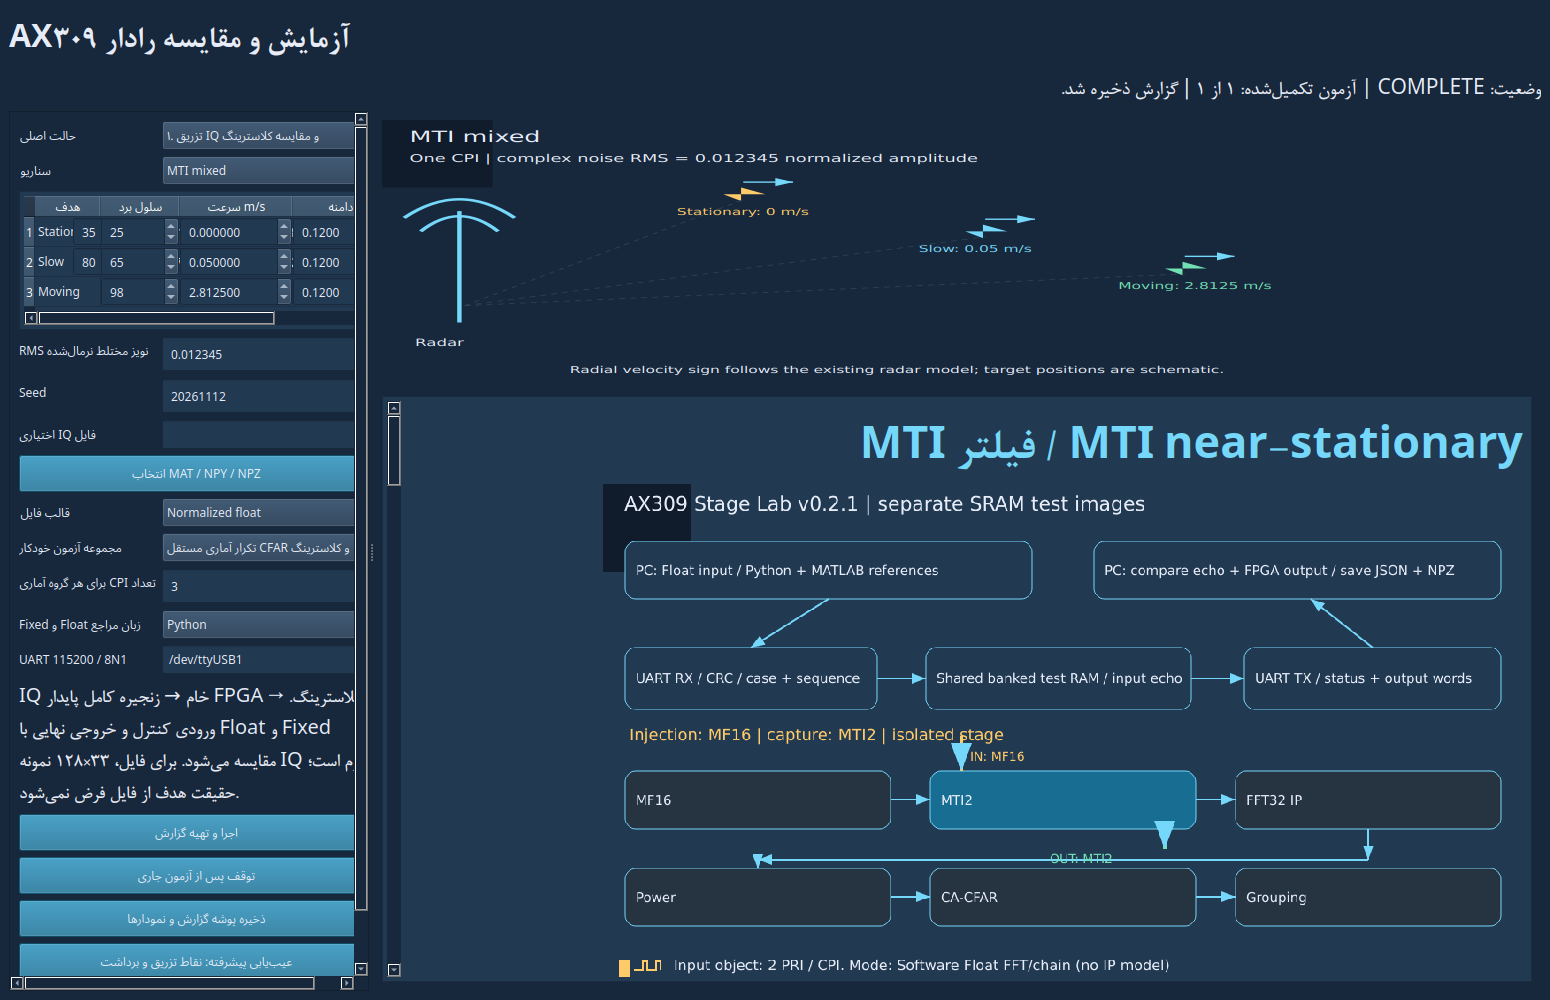 آزمایش و مقایسه رادار AX۳۰۹
وضعیت: COMPLETE | آزمون تکمیل‌شده: ۱ از ۱ | گزارش ذخیره شد.
حالت اصلی
۱. تزریق IQ و مقایسه کلاسترینگ
سناریو
MTI mixed
هدف سلول برد سرعت m/s دامنه
1 Station 35 25 0.000000 0.1200
2 Slow 80 65 0.050000 0.1200
3 Moving 98 2.812500 0.1200
نویز مختلط نرمال‌شده RMS
0.012345
Seed
20261112
فایل IQ اختیاری
انتخاب MAT / NPY / NPZ
قالب فایل
Normalized float
مجموعه آزمون خودکار
تکرار آماری مستقل CFAR و کلاسترینگ
تعداد CPI برای هر گروه آماری
3
زبان مراجع Float و Fixed
Python
UART 115200 / 8N1
/dev/ttyUSB1
IQ خام → FPGA زنجیره کامل پایدار → کلاسترینگ.
ورودی کنترل و خروجی نهایی با Float و Fixed
مقایسه می‌شود. برای فایل، ۳۳×۱۲۸ نمونه IQ
حقیقت هدف از فایل فرض نمی‌شود.
اجرا و تهیه گزارش
توقف پس از آزمون جاری
ذخیره پوشه گزارش و نمودارها
عیب‌یابی پیشرفته: نقاط تزریق و برداشت
MTI mixed
One CPI | complex noise RMS = 0.012345 normalized amplitude
Stationary: 0 m/s
Slow: 0.05 m/s
Moving: 2.8125 m/s
Radar
Radial velocity sign follows the existing radar model; target positions are schematic.
فیلتر MTI / MTI near-stationary
AX309 Stage Lab v0.2.1 | separate SRAM test images
PC: Float input / Python + MATLAB references
PC: compare echo + FPGA output / save JSON + NPZ
UART RX / CRC / case + sequence
Shared banked test RAM / input echo
UART TX / status + output words
Injection: MF16 | capture: MTI2 | isolated stage
IN: MF16
MF16
MTI2
FFT32 IP
OUT: MTI2
Power
CA-CFAR
Grouping
Input object: 2 PRI / CPI. Mode: Software Float FFT/chain (no IP model)